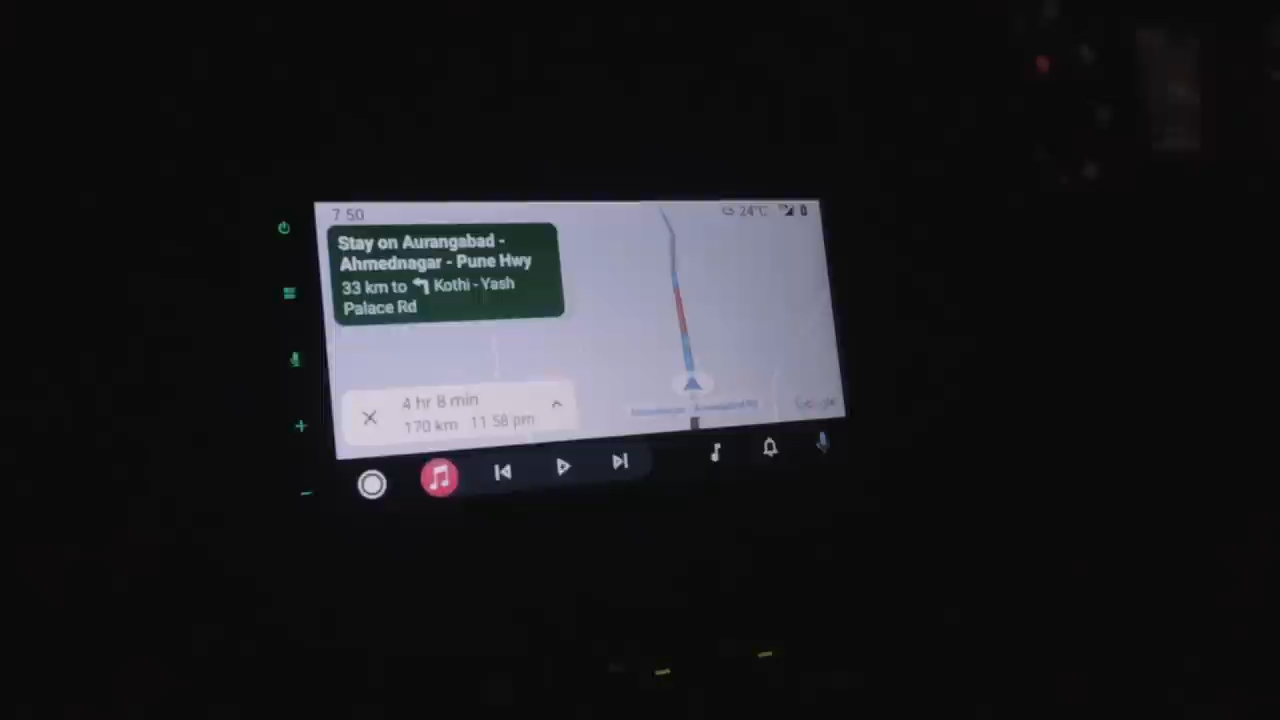 7 50
24°C
Stay on Aurangabad -
Ahmednagar - Pune Hwy
33 km to Kothi - Yash
Palace Rd
4 hr 8 min
170 km 11 58 pm
Google